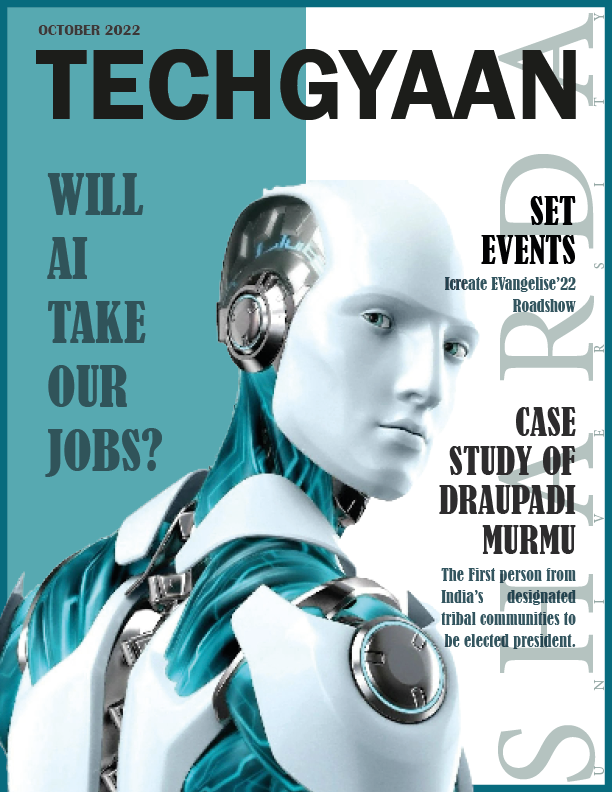 OCTOBER 2022
TECHGYAAN
WILL
AI
TAKE
OUR
JOBS?
SET
EVENTS
Icreate EVangelise'22
Roadshow
CASE
STUDY OF
DRAUPADI
MURMU
The First person from
India's designated
tribal communities to
be elected president.
SHARDA
UNIVERSITY